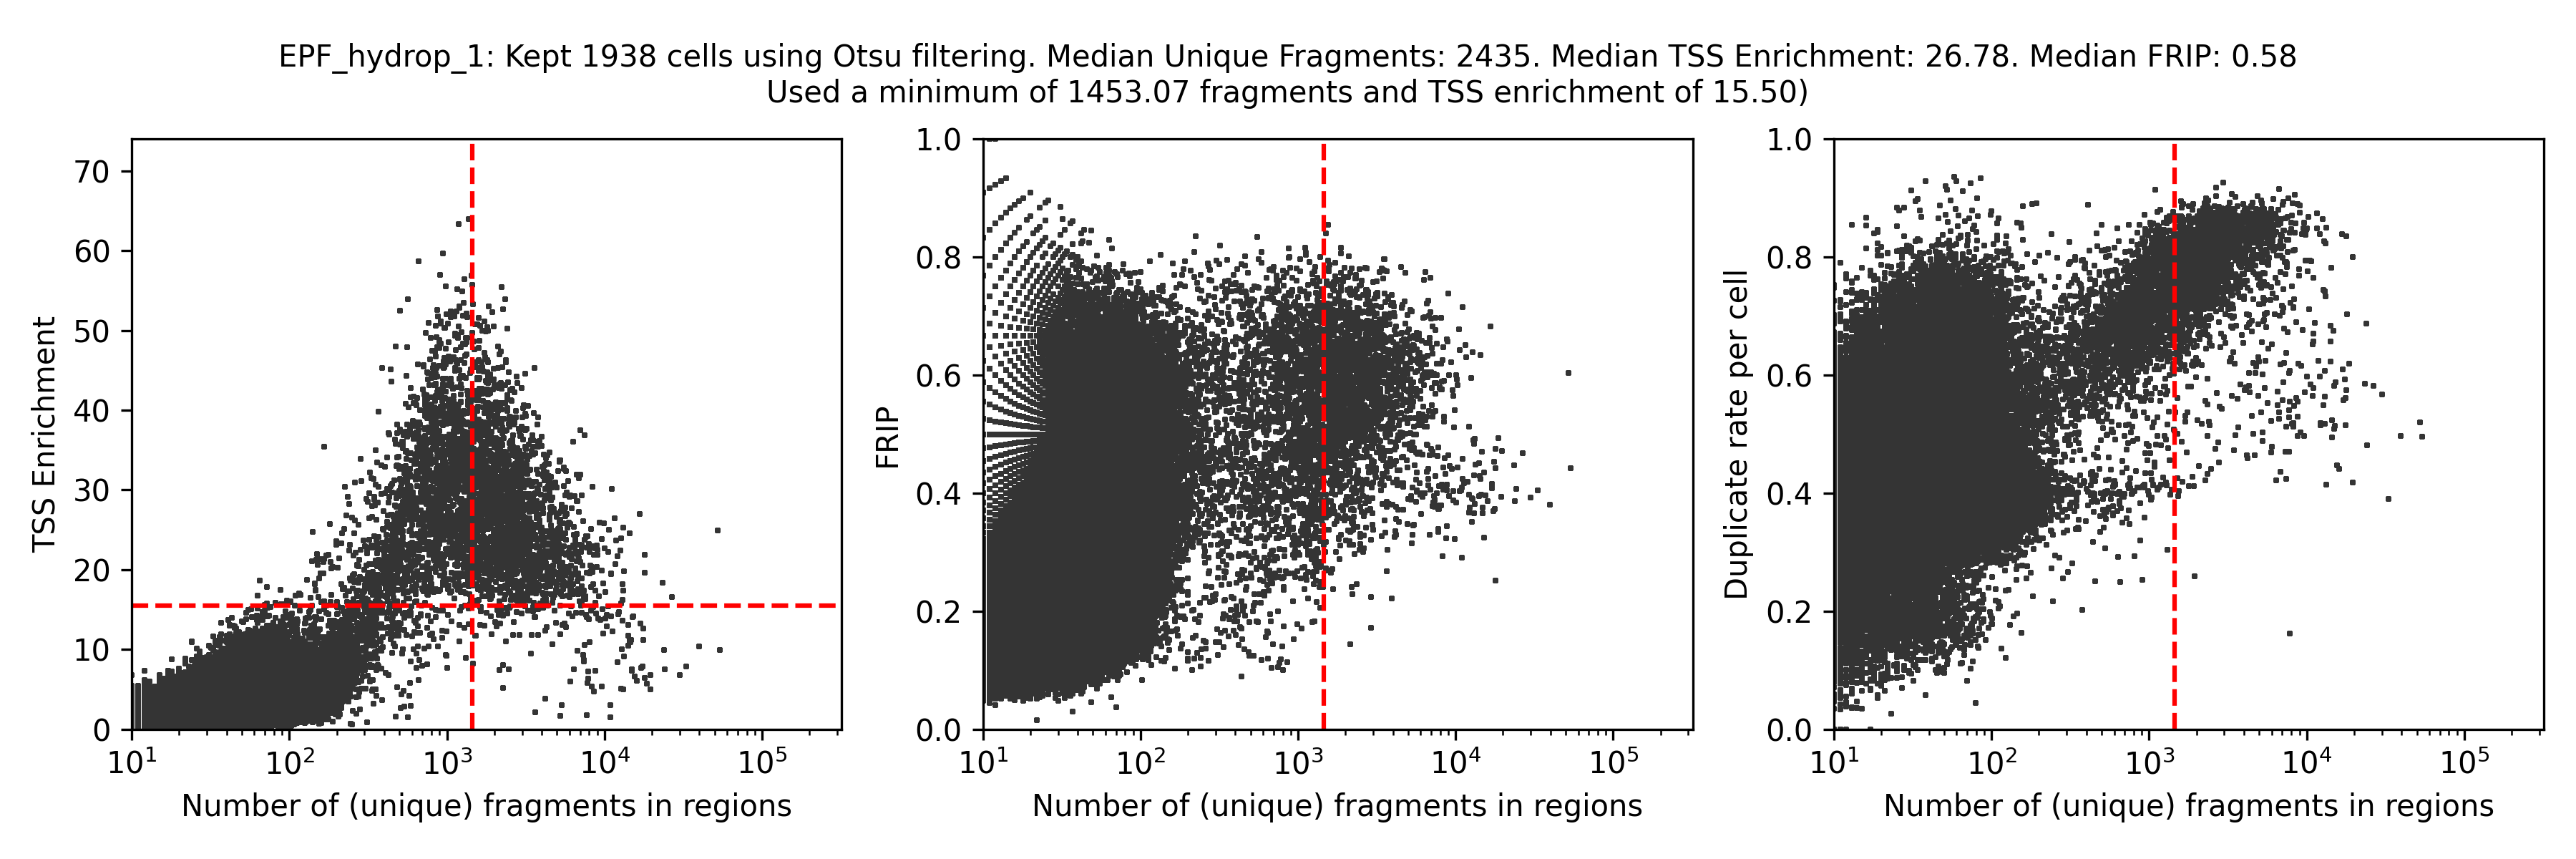 EPF_hydrop_1: Kept 1938 cells using Otsu filtering. Median Unique Fragments: 2435. Median TSS Enrichment: 26.78. Median FRIP: 0.58
Used a minimum of 1453.07 fragments and TSS enrichment of 15.50)
TSS Enrichment
70
60
50
40
30
20
10
0
10¹ 10² 10³ 10⁴ 10⁵
Number of (unique) fragments in regions
FRIP
1.0
0.8
0.6
0.4
0.2
0.0
10¹ 10² 10³ 10⁴ 10⁵
Number of (unique) fragments in regions
Duplicate rate per cell
1.0
0.8
0.6
0.4
0.2
0.0
10¹ 10² 10³ 10⁴ 10⁵
Number of (unique) fragments in regions